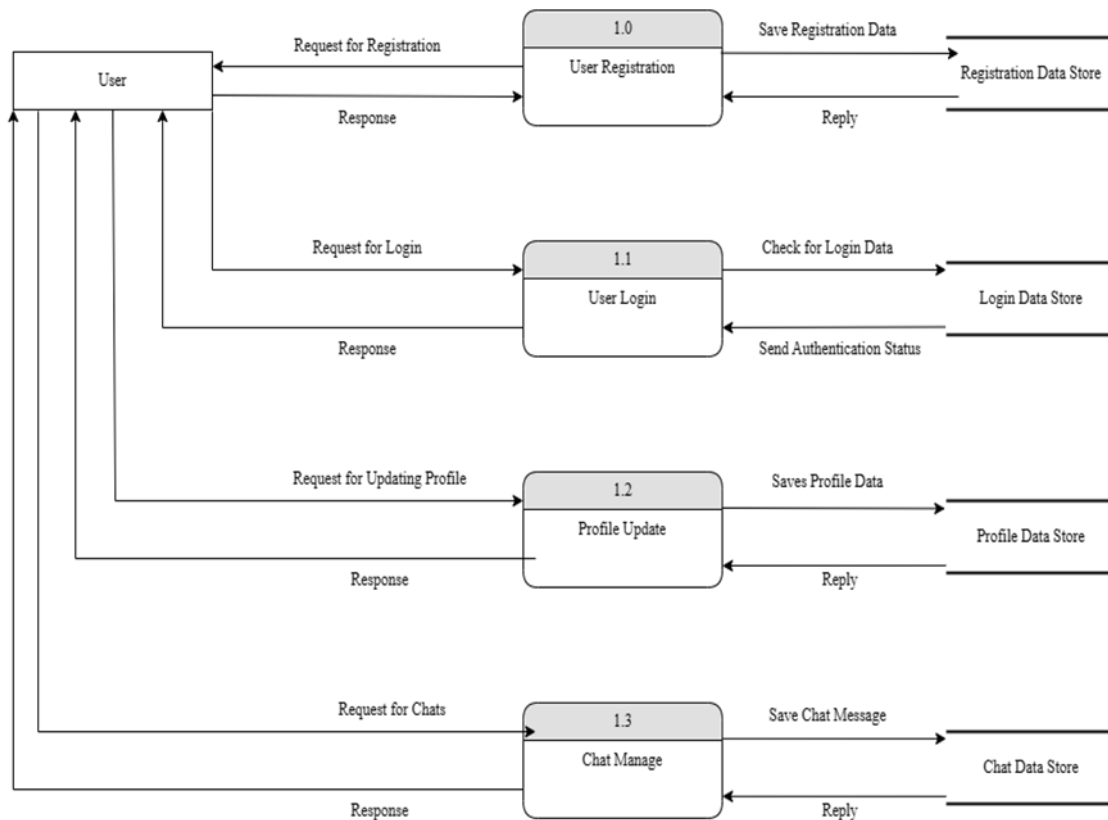 1.0
Save Registration Data
Request for Registration
User Registration
Registration Data Store
User
Response
Reply
1.1
Request for Login
Check for Login Data
User Login
Login Data Store
Response
Send Authentication Status
Request for Updating Profile
1.2
Saves Profile Data
Profile Update
Profile Data Store
Response
Reply
Request for Chats
1.3
Save Chat Message
Chat Manage
Chat Data Store
Response
Reply